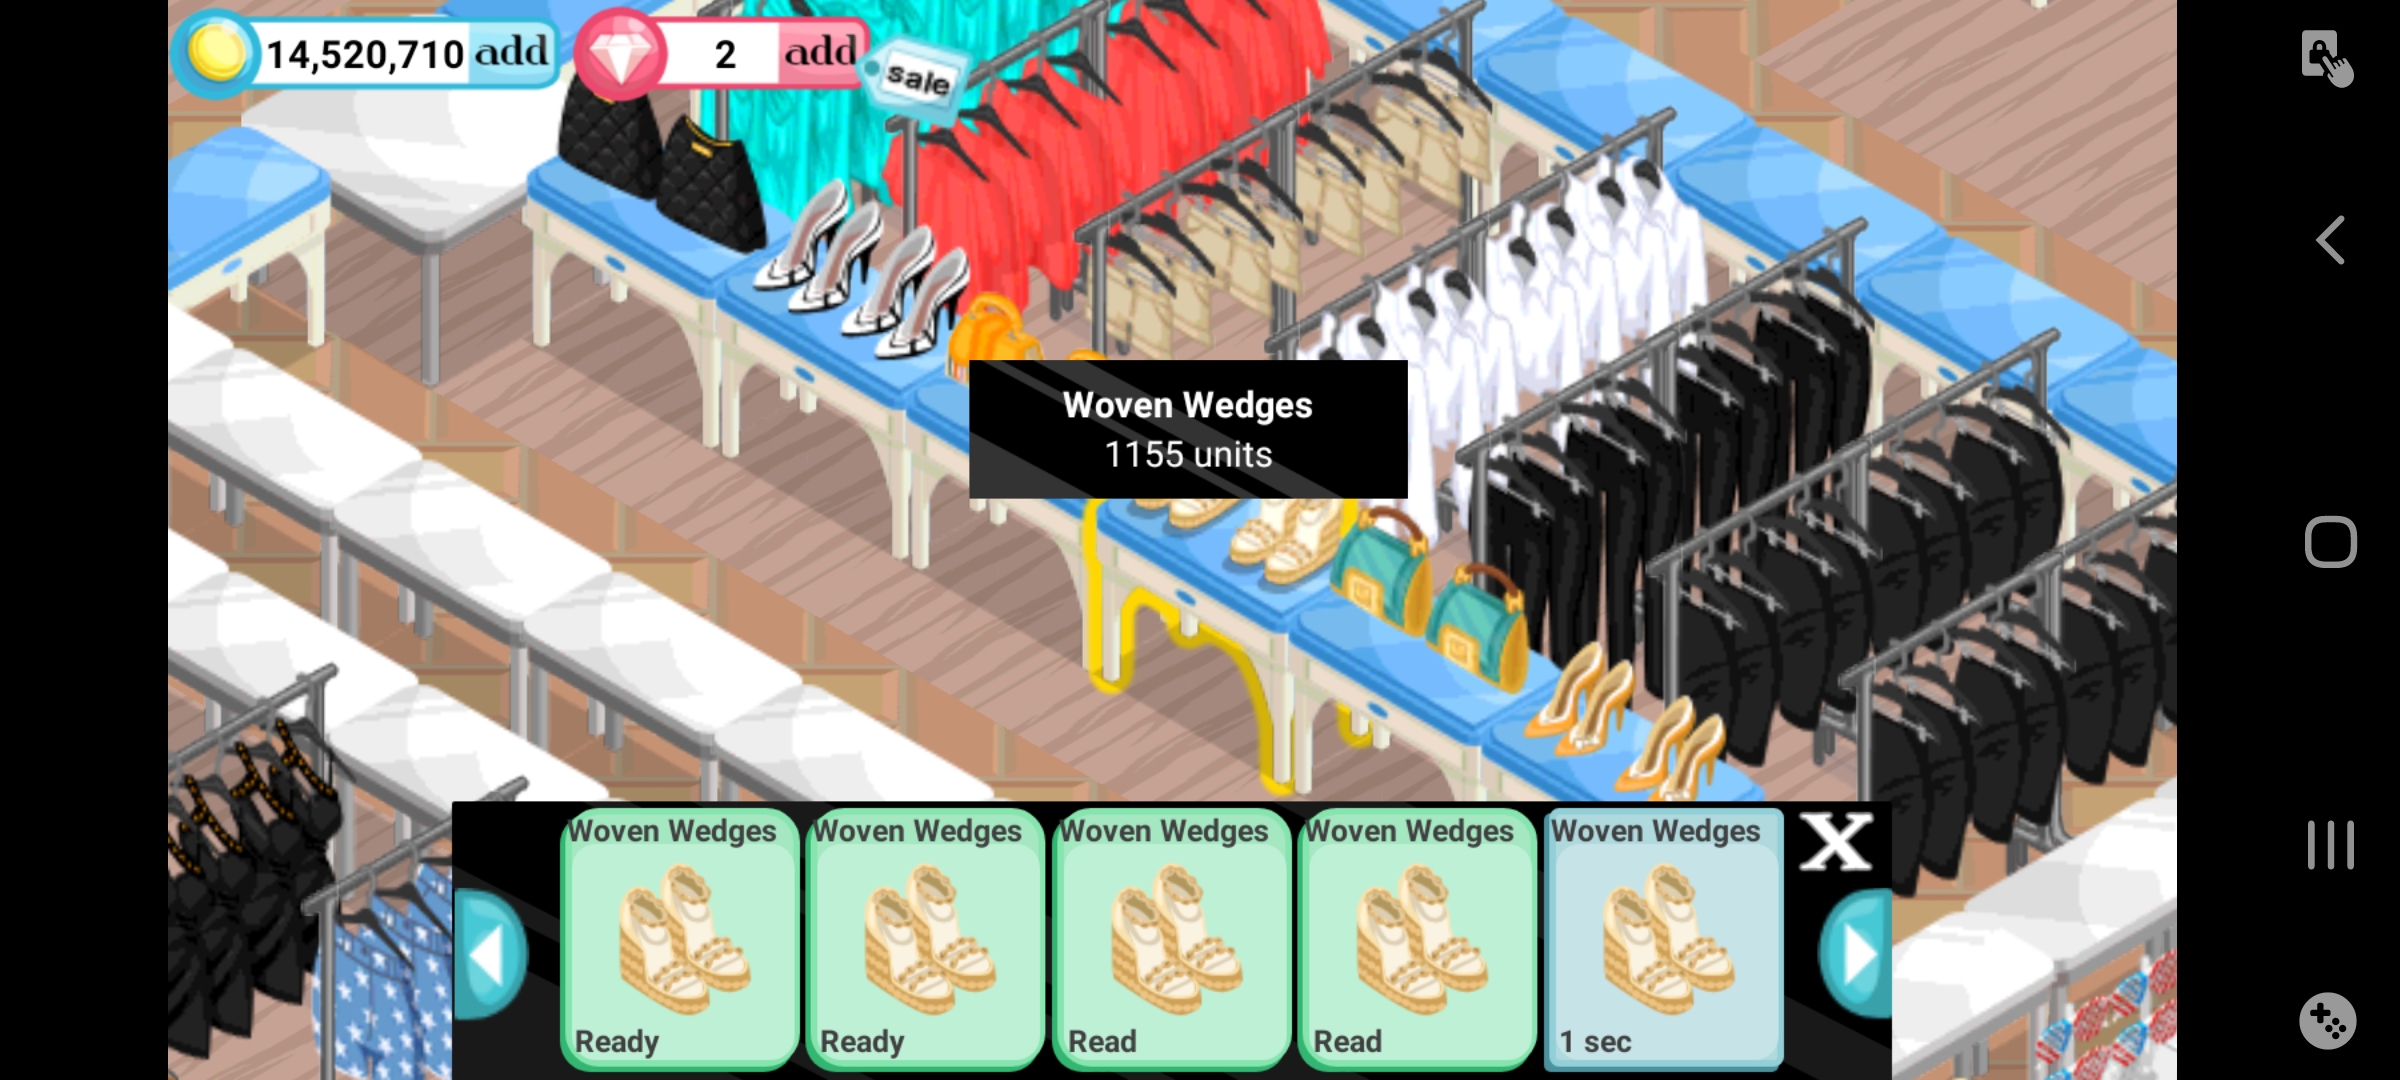 14,520,710 add
2 add
sale
Woven Wedges
1155 units
Woven Wedges
Ready
Woven Wedges
Ready
Woven Wedges
Read
Woven Wedges
Read
Woven Wedges
1 sec
X